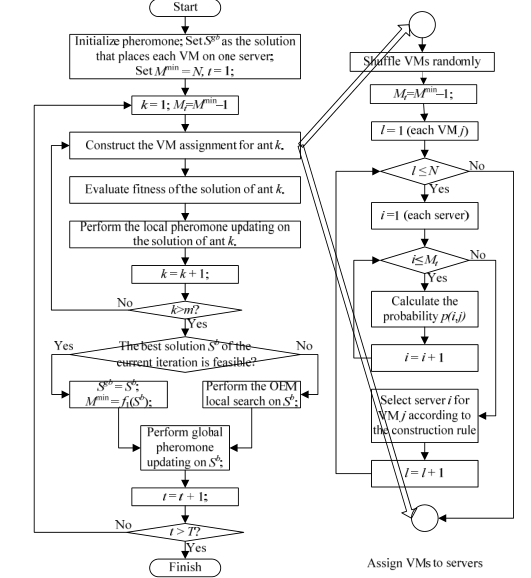 Start
Initialize pheromone; Set S^gb as the solution
that places each VM on one server;
Set M^min = N, t = 1;
k = 1; M_t=M^min–1
Construct the VM assignment for ant k.
Evaluate fitness of the solution of ant k.
Perform the local pheromone updating on
the solution of ant k.
k = k + 1;
No
k>m?
Yes
Yes
The best solution S^b of the
current iteration is feasible?
No
S^gb = S^b;
M^min = f_1(S^b);
Perform the OEM
local search on S^b;
Perform global
pheromone
updating on S^b;
t = t + 1;
No
t > T?
Yes
Finish
Shuffle VMs randomly
M_t=M^min–1;
l = 1 (each VM j)
l ≤ N
No
Yes
i =1 (each server)
i≤M_t
No
Yes
Calculate the
probability p(i,j)
i = i + 1
Select server i for
VM j according to
the construction rule
l = l + 1
Assign VMs to servers